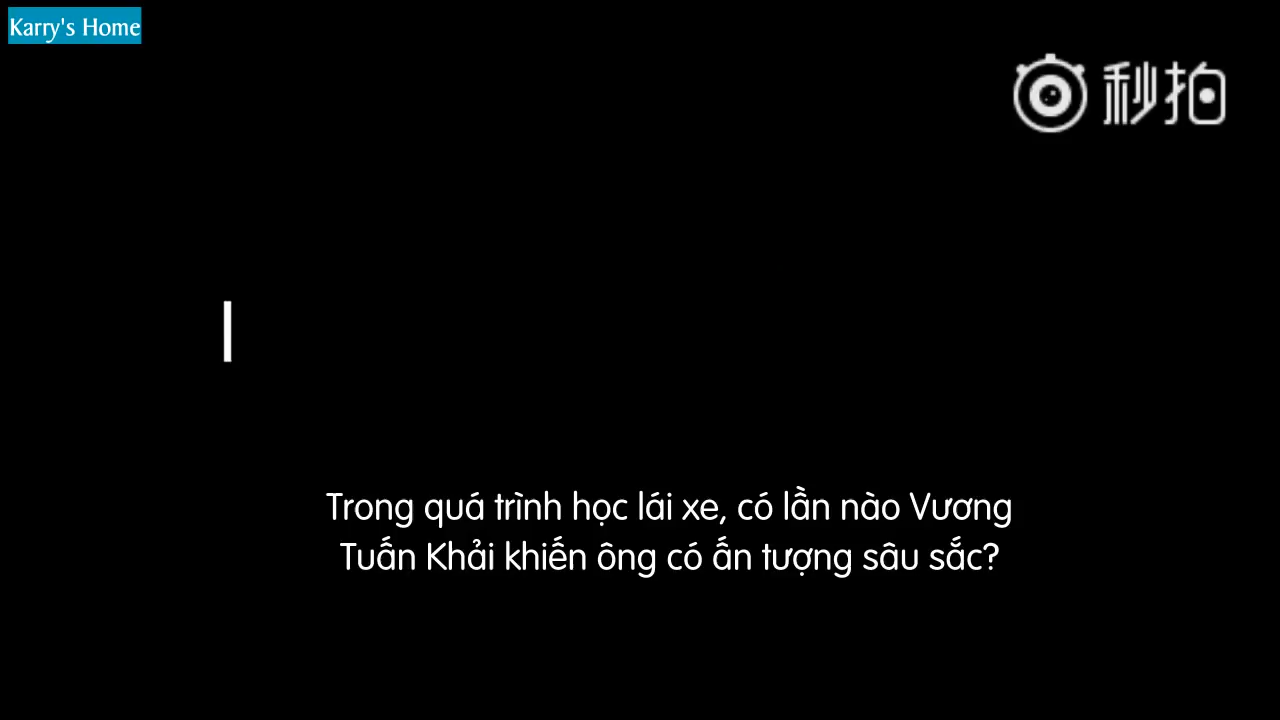 Karry's Home
秒拍
Trong quá trình học lái xe, có lần nào Vương
Tuấn Khải khiến ông có ấn tượng sâu sắc?